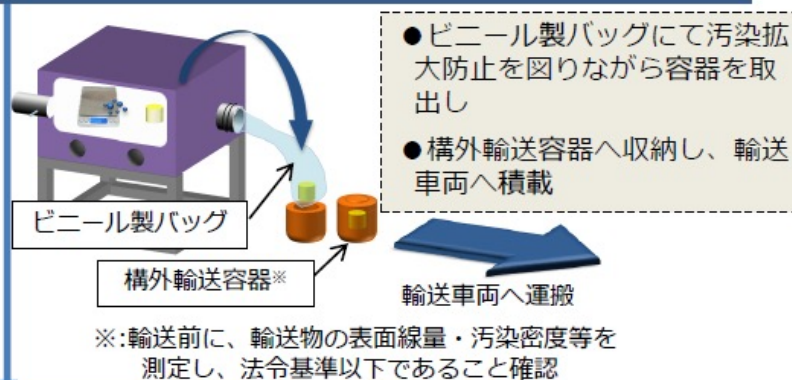 ●ビニール製バッグにて汚染拡
大防止を図りながら容器を取
出し
●構外輸送容器へ収納し、輸送
車両へ積載
ビニール製バッグ
構外輸送容器※
輸送車両へ運搬
※:輸送前に、輸送物の表面線量・汚染密度等を
測定し、法令基準以下であること確認